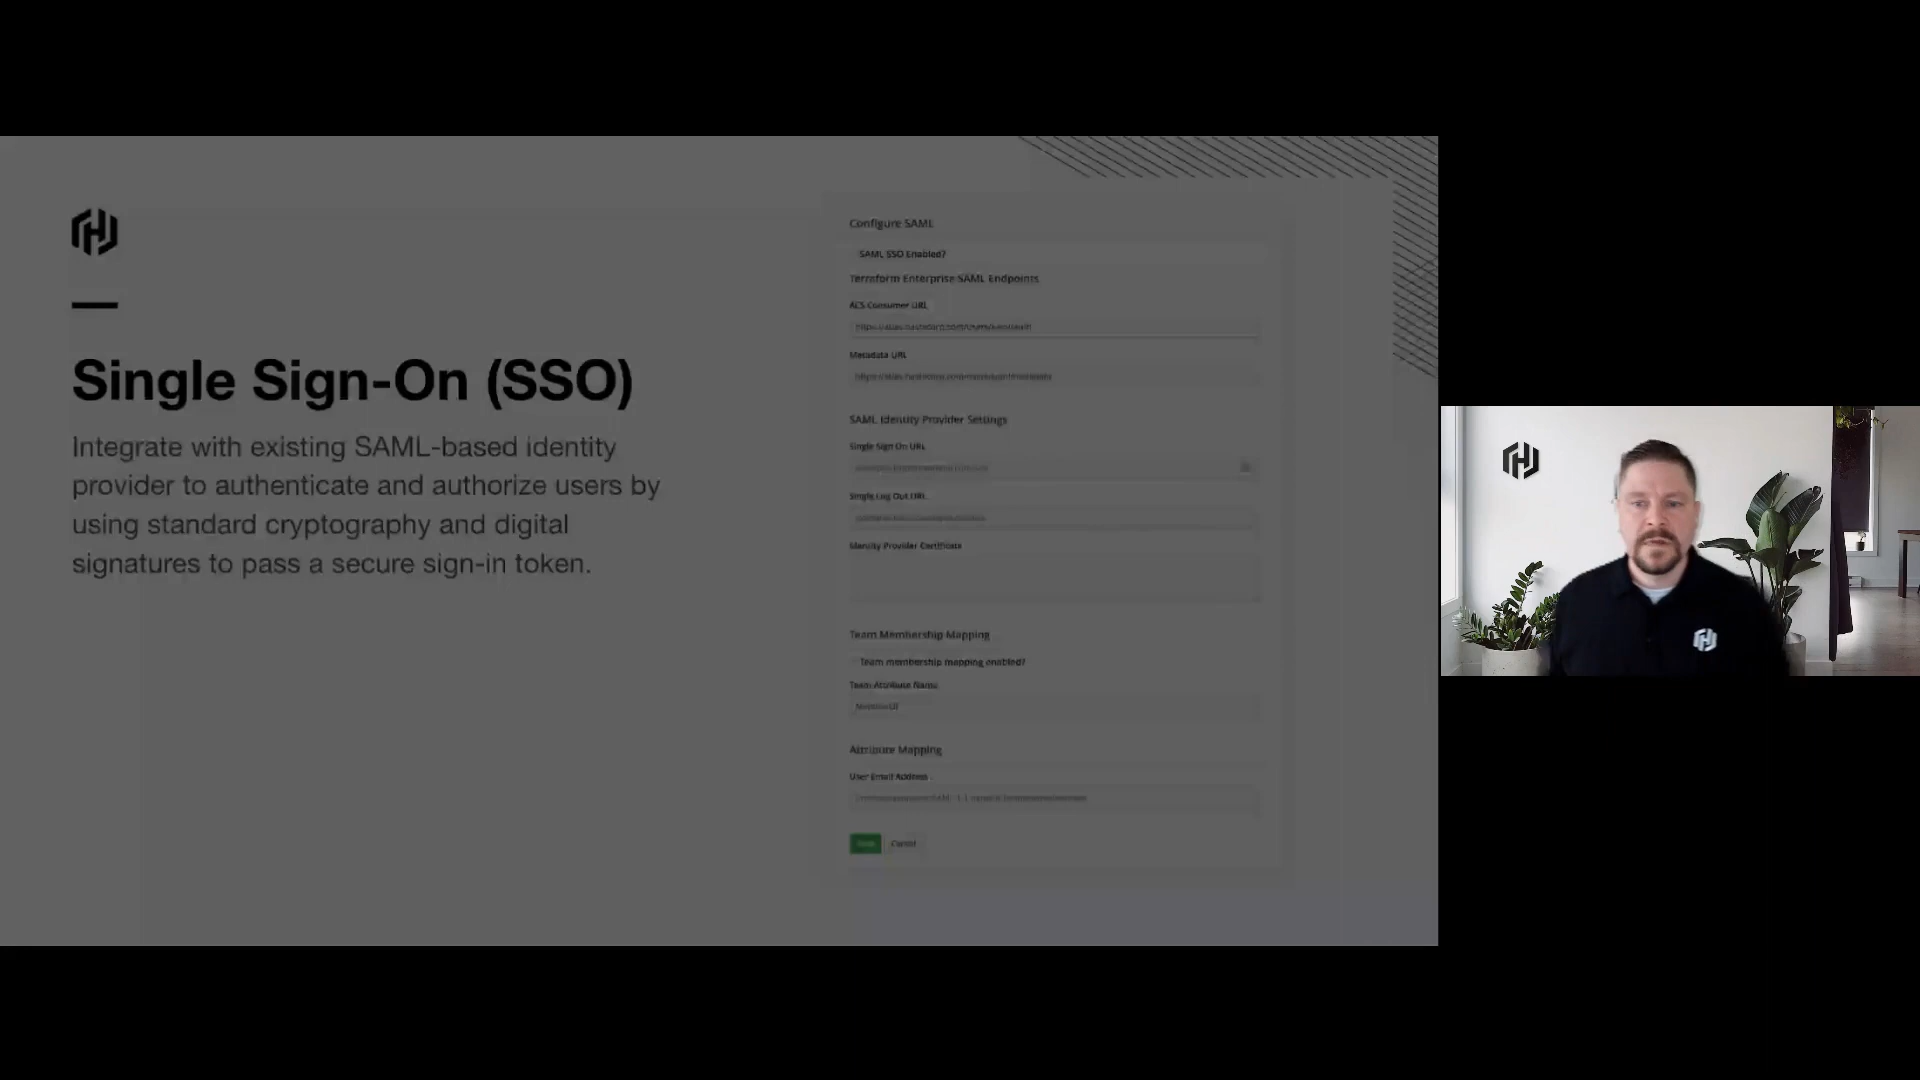 Single Sign-On (SSO)
Integrate with existing SAML-based identity
provider to authenticate and authorize users by
using standard cryptography and digital
signatures to pass a secure sign-in token.
Configure SAML
SAML SSO Enabled?
Terraform Enterprise SAML Endpoints
ACS Consumer URL
Metadata URL
SAML Identity Provider Settings
Single Sign On URL
Single Log Out URL
Identity Provider Certificate
Team Membership Mapping
Team membership mapping enabled?
Team Attribute Name
MemberOf
Attribute Mapping
User Email Address
Save
Cancel